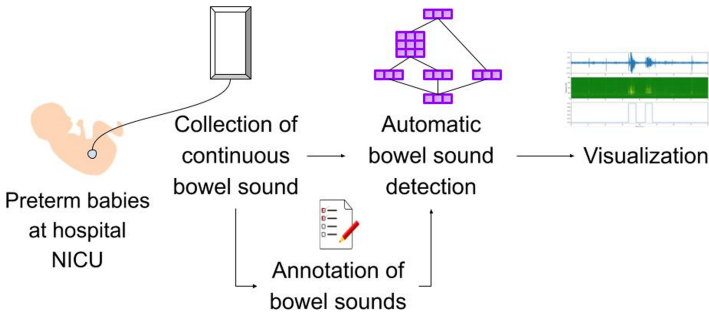 Preterm babies
at hospital
NICU
Collection of
continuous
bowel sound
Automatic
bowel sound
detection
Visualization
Annotation of
bowel sounds